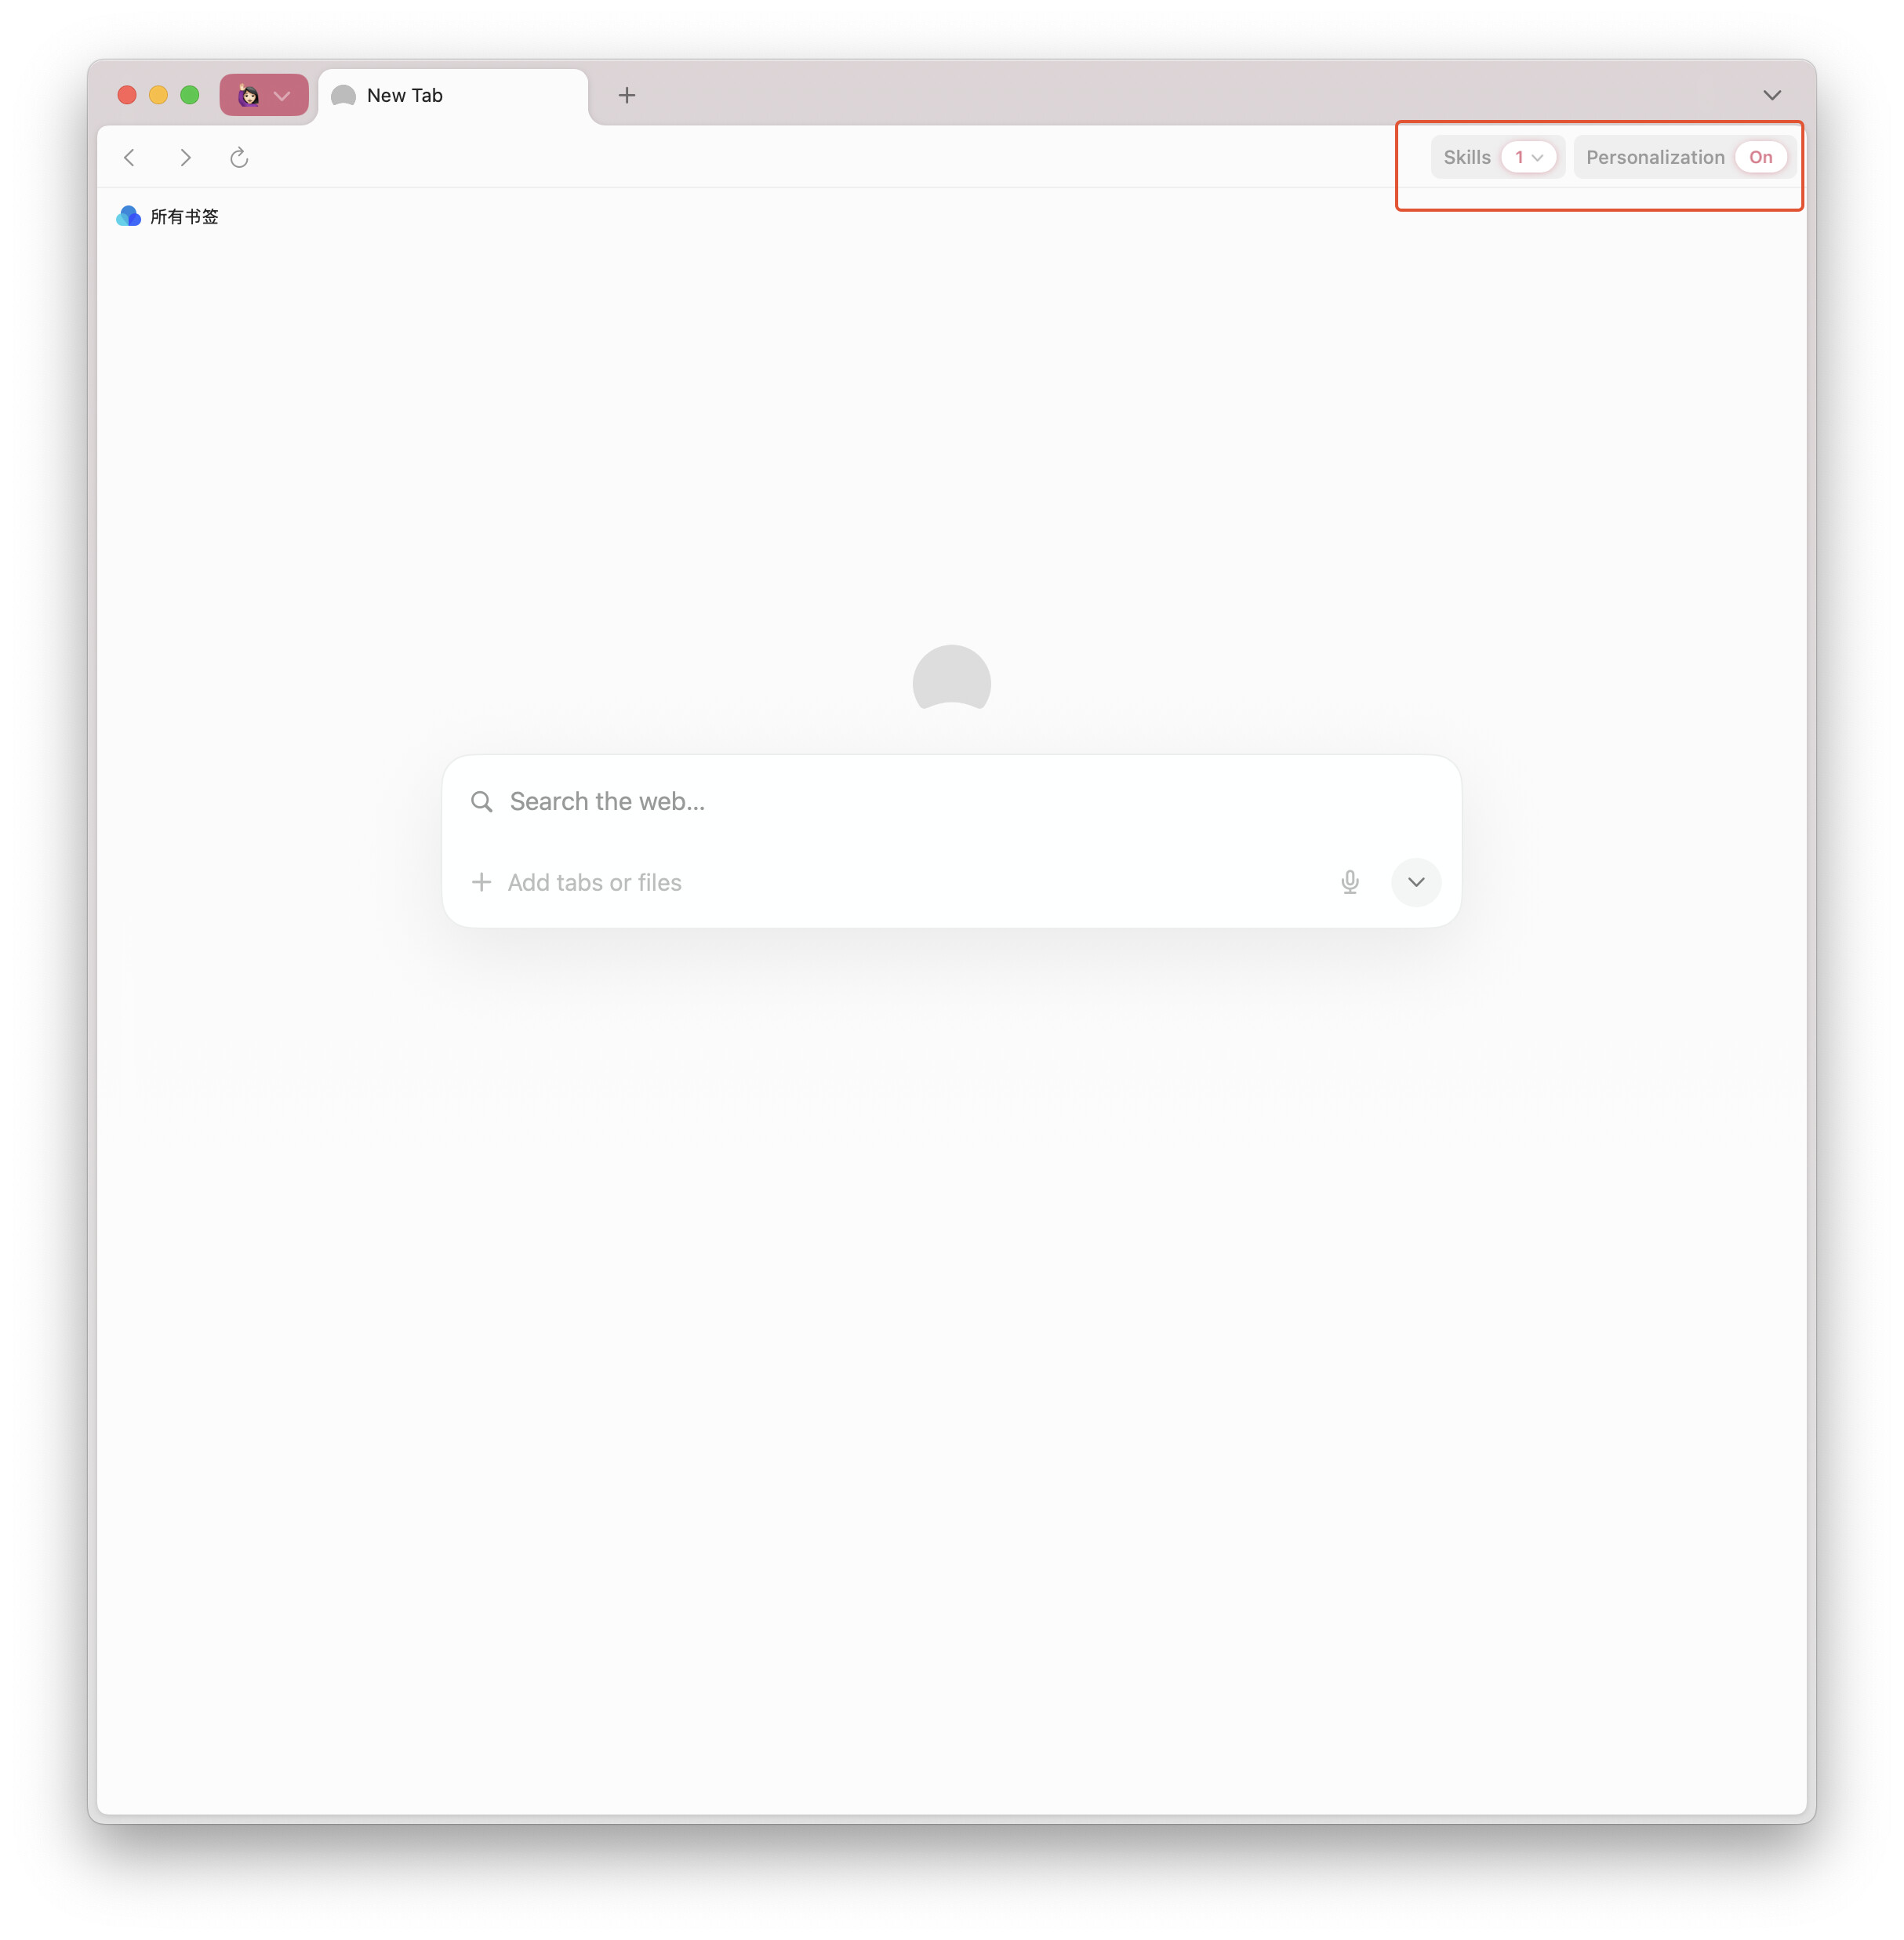 New Tab
Skills 1 Personalization On
所有书签
Search the web...
Add tabs or files